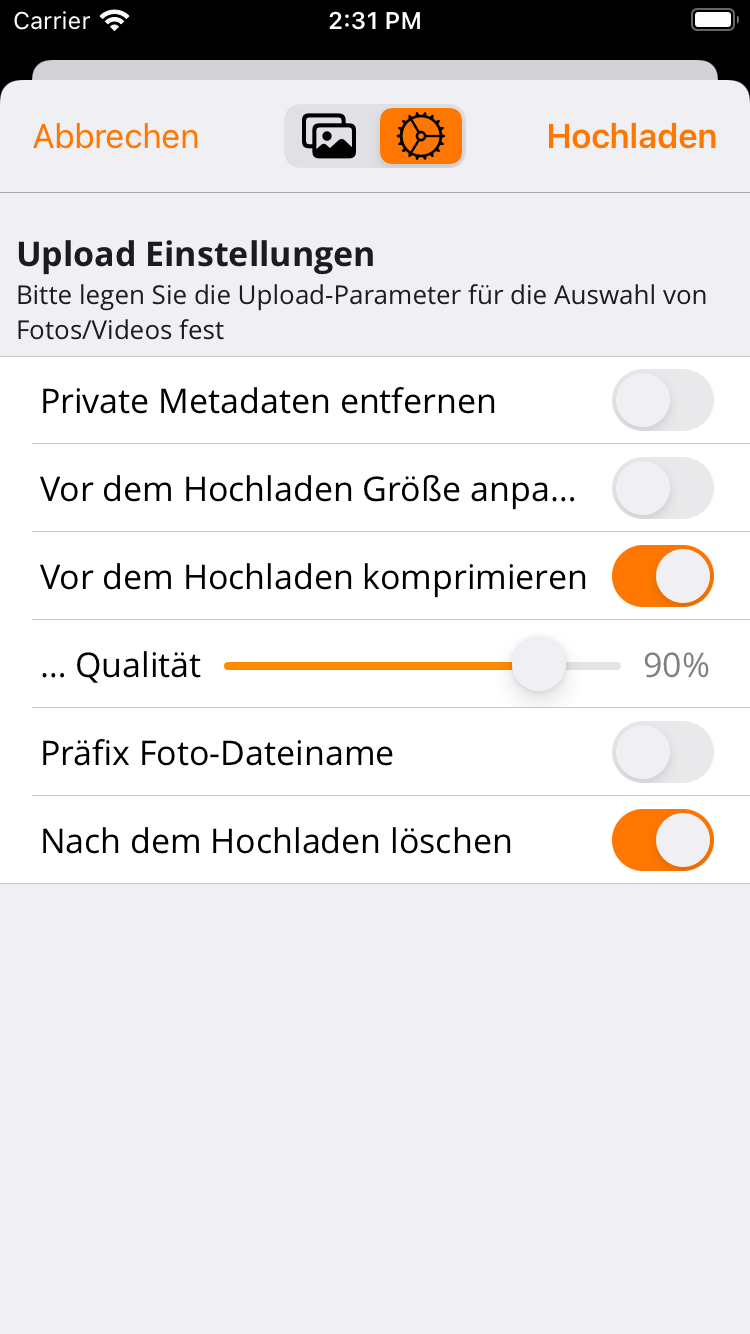 Carrier 2:31 PM
Abbrechen Hochladen
Upload Einstellungen
Bitte legen Sie die Upload-Parameter für die Auswahl von
Fotos/Videos fest
Private Metadaten entfernen
Vor dem Hochladen Größe anpa...
Vor dem Hochladen komprimieren
... Qualität 90%
Präfix Foto-Dateiname
Nach dem Hochladen löschen